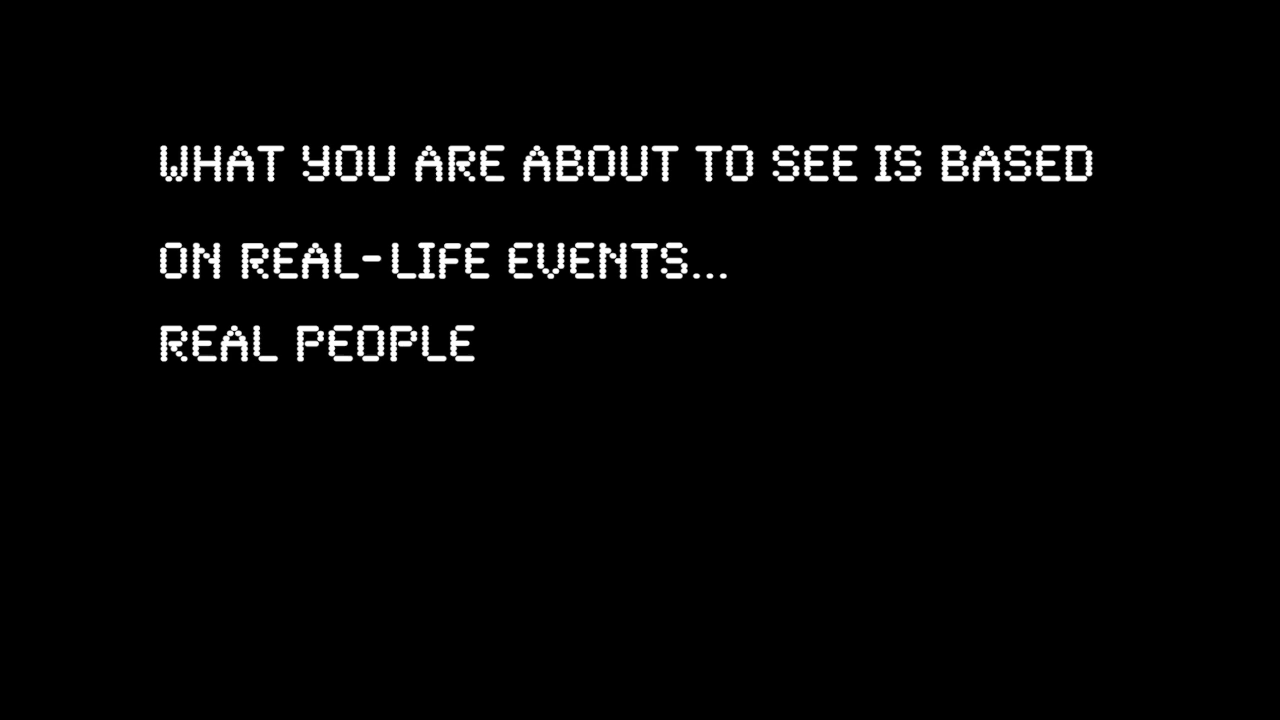 WHAT YOU ARE ABOUT TO SEE IS BASED
ON REAL-LIFE EVENTS...
REAL PEOPLE